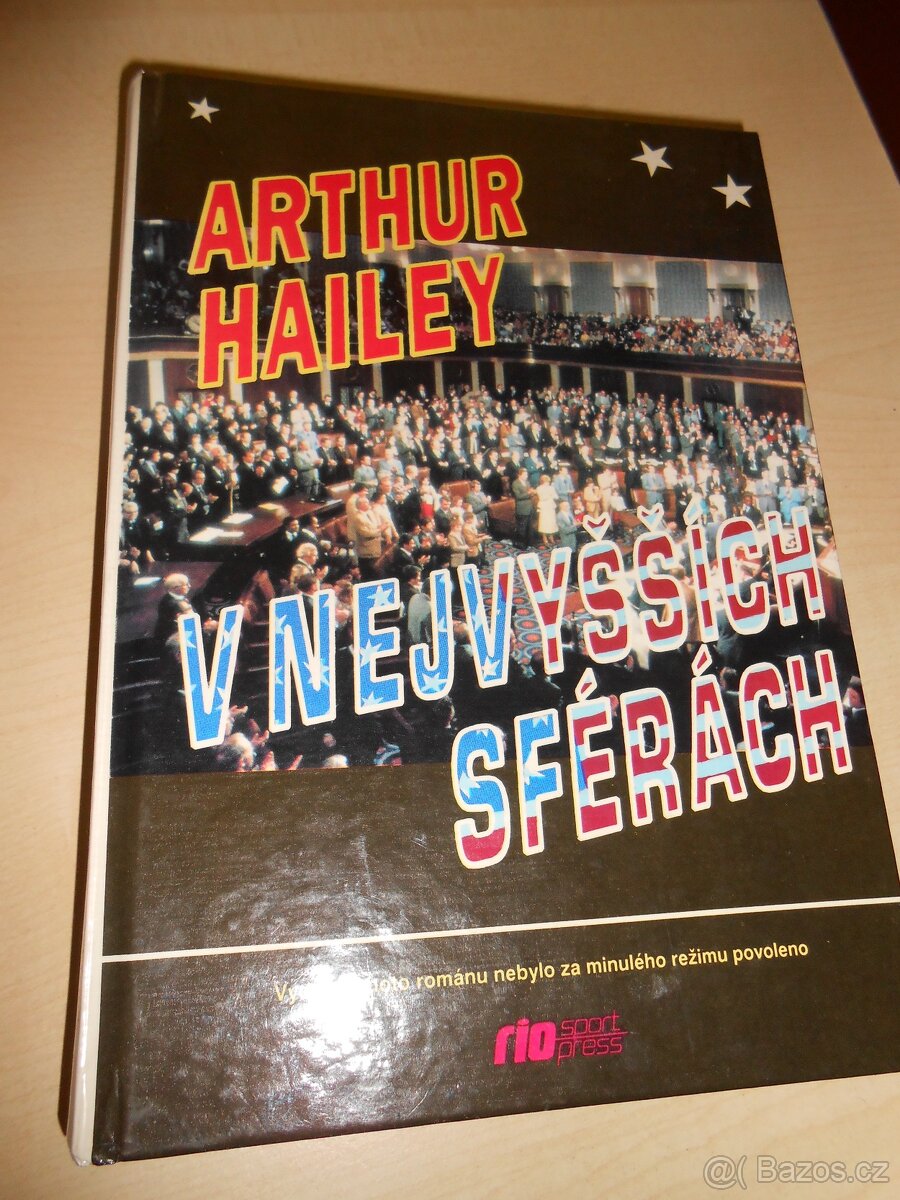 ARTHUR
HAILEY
V NEJVYŠŠÍCH
SFÉRÁCH
románu nebylo za minulého režimu povoleno
rio sport
press
@( Bazos.cz